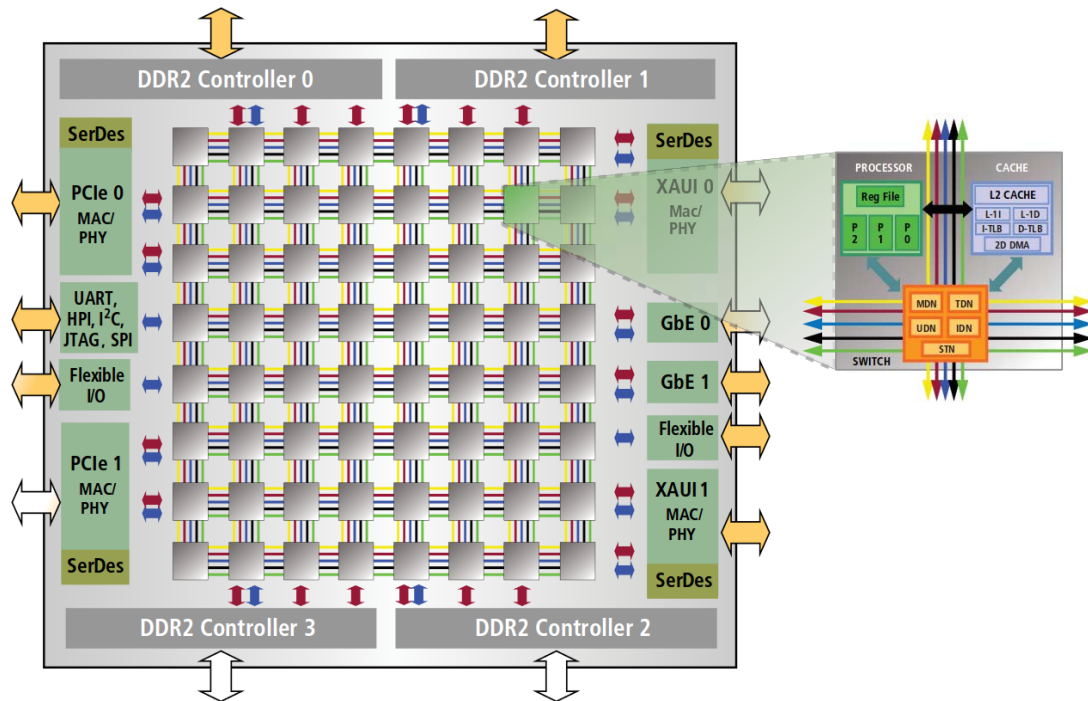 DDR2 Controller 0
DDR2 Controller 1
SerDes
PCIe 0
MAC/
PHY
UART,
HPI, I²C,
JTAG, SPI
Flexible
I/O
PCIe 1
MAC/
PHY
SerDes
SerDes
XAUI 0
Mac/
PHY
GbE 0
GbE 1
Flexible
I/O
XAUI 1
MAC/
PHY
SerDes
DDR2 Controller 3
DDR2 Controller 2
PROCESSOR
CACHE
Reg File
P
2
P
1
P
0
L2 CACHE
L-1I
L-1D
I-TLB
D-TLB
2D DMA
MDN
TDN
UDN
IDN
STN
SWITCH